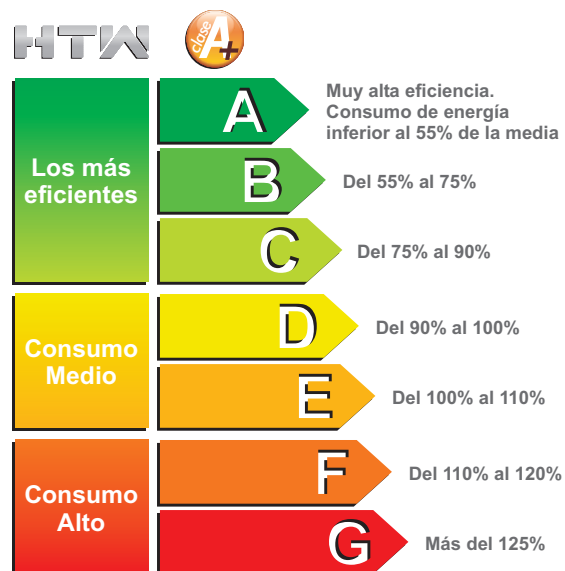 HTW
clase
A+
Los más
eficientes
A
Muy alta eficiencia.
Consumo de energía
inferior al 55% de la media
B
Del 55% al 75%
C
Del 75% al 90%
Consumo
Medio
D
Del 90% al 100%
E
Del 100% al 110%
Consumo
Alto
F
Del 110% al 120%
G
Más del 125%